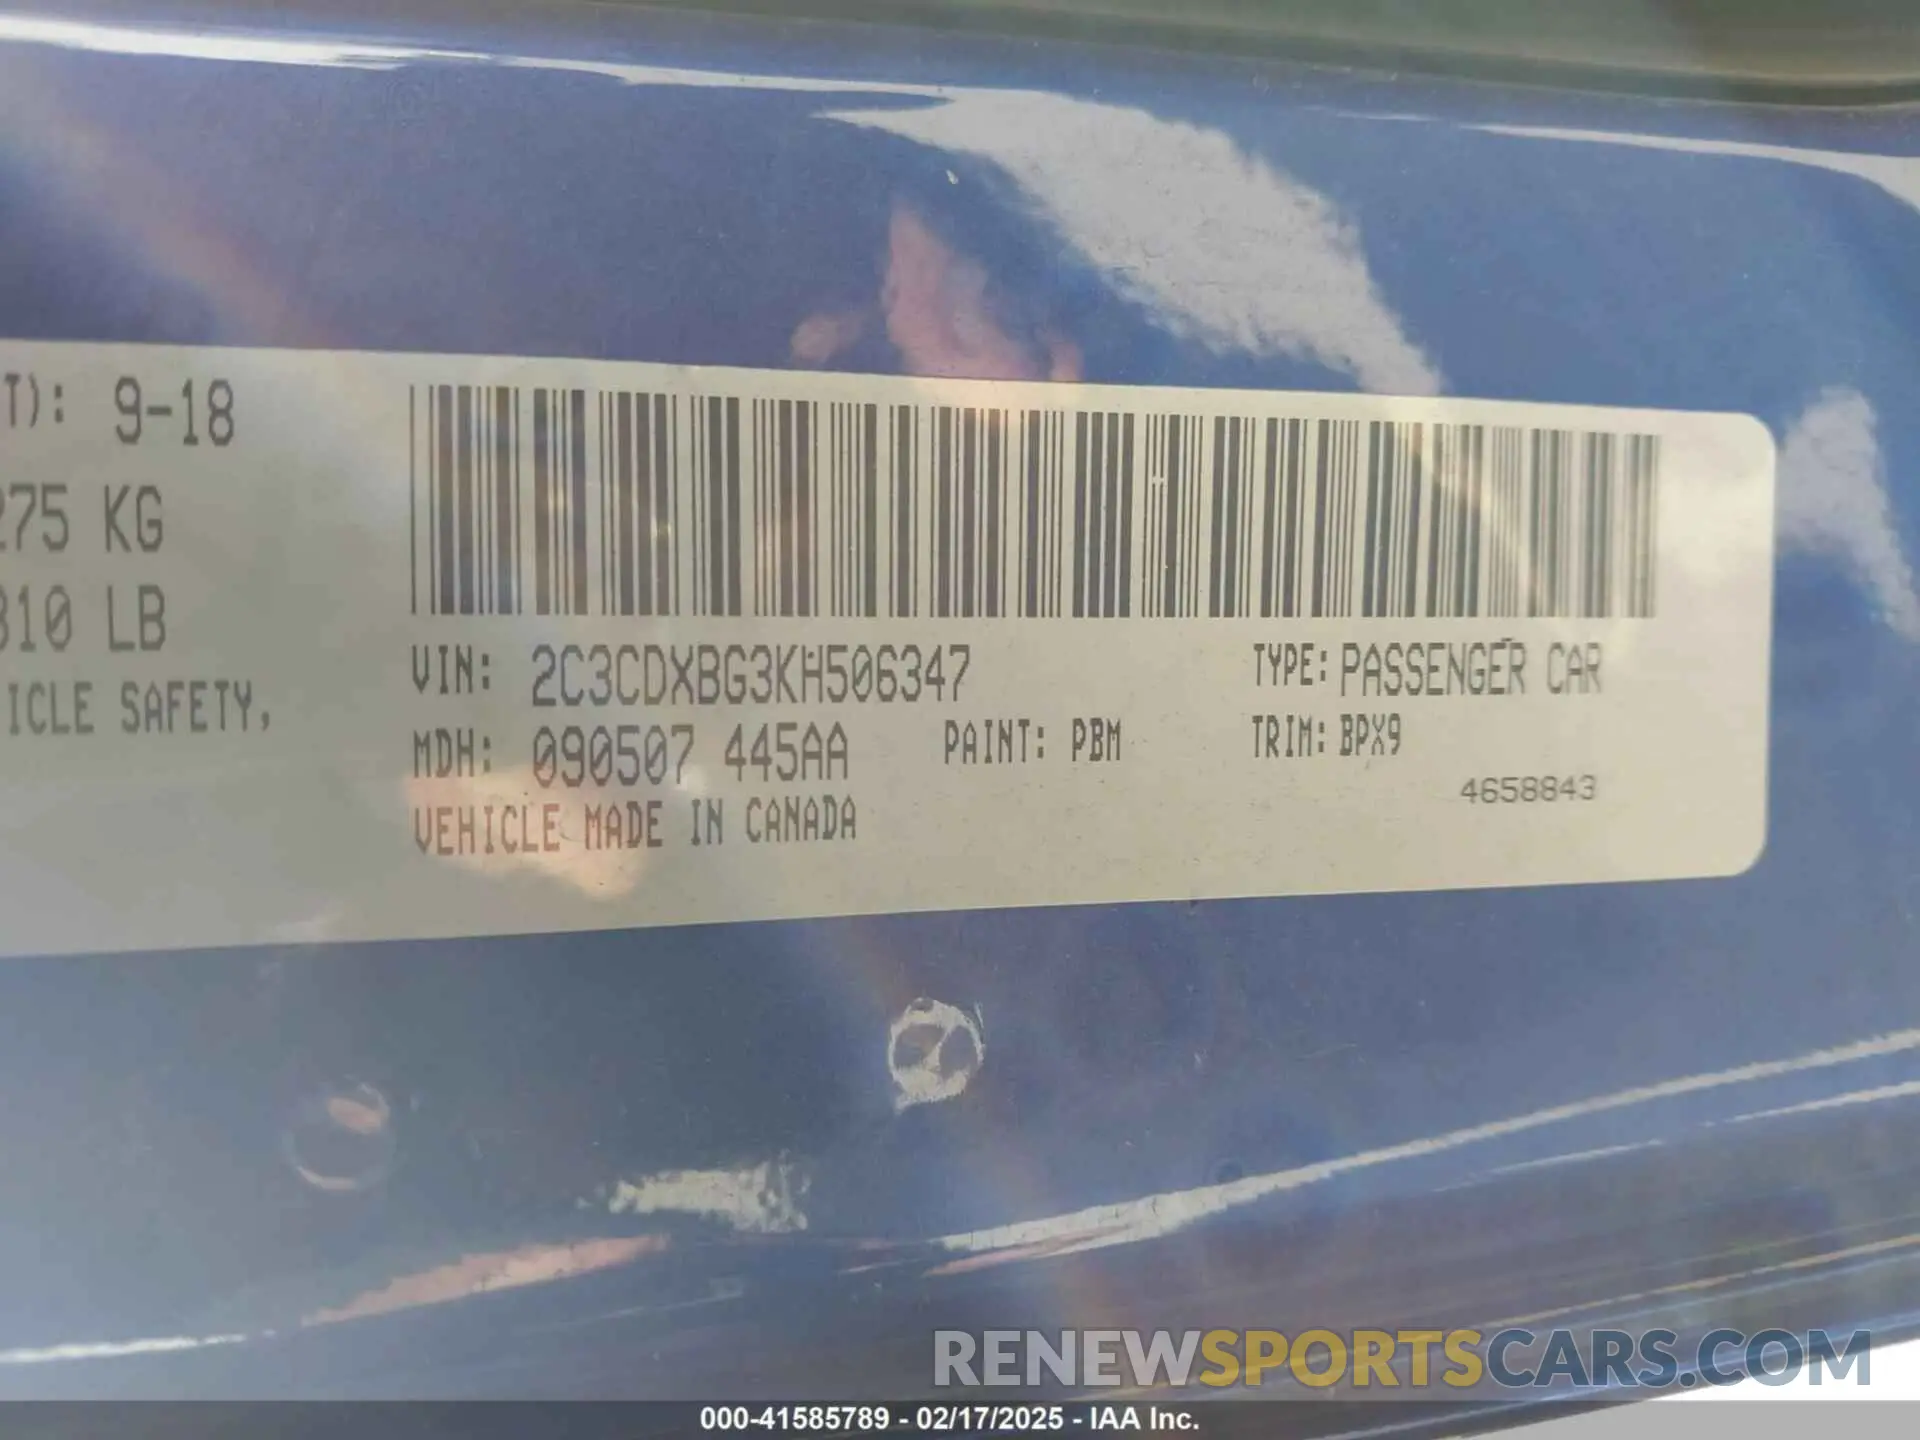 T): 9-18
275 KG
310 LB
ICLE SAFETY,
VIN: 2C3CDXBG3KH506347
TYPE: PASSENGER CAR
MDH: 090507 445AA
PAINT: PBM
TRIM: BPX9
VEHICLE MADE IN CANADA
4658843
RENEWSPORTSCARS.COM
000-41585789 - 02/17/2025 - IAA Inc.